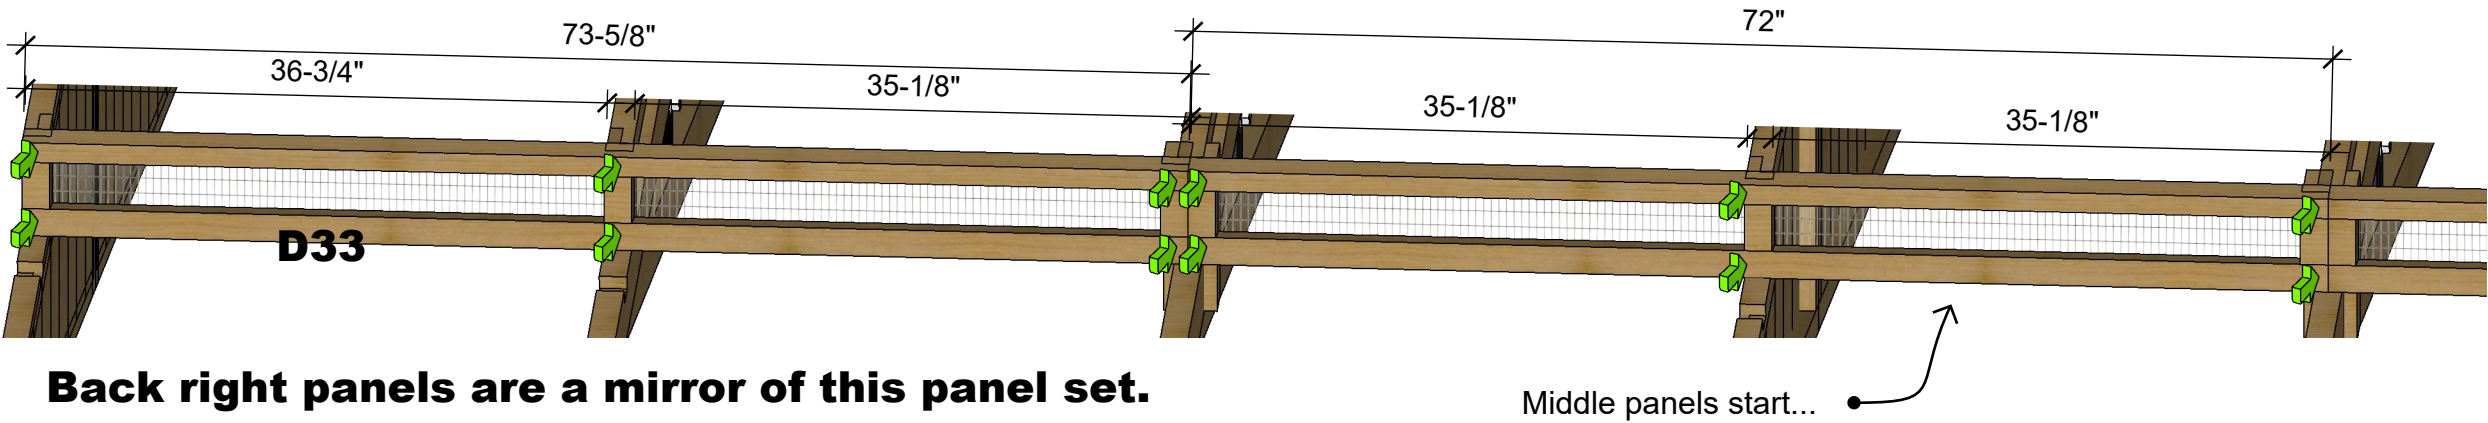 73-5/8"
72"
36-3/4"
35-1/8"
35-1/8"
35-1/8"
D33
Back right panels are a mirror of this panel set.
Middle panels start...